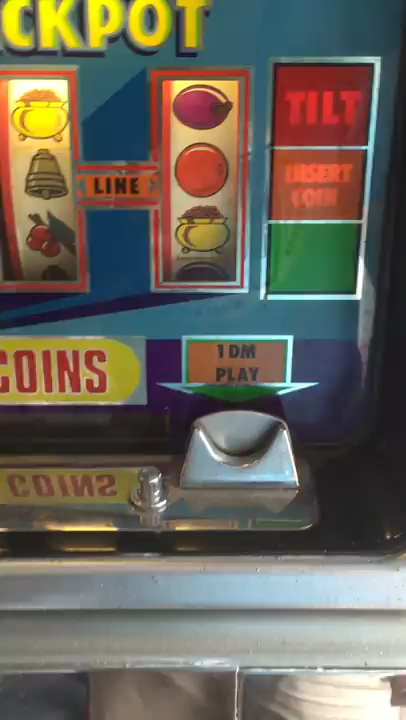 CKPOT
TILT
LINE
INSERT
COIN
1 DM
PLAY
COINS
COINS